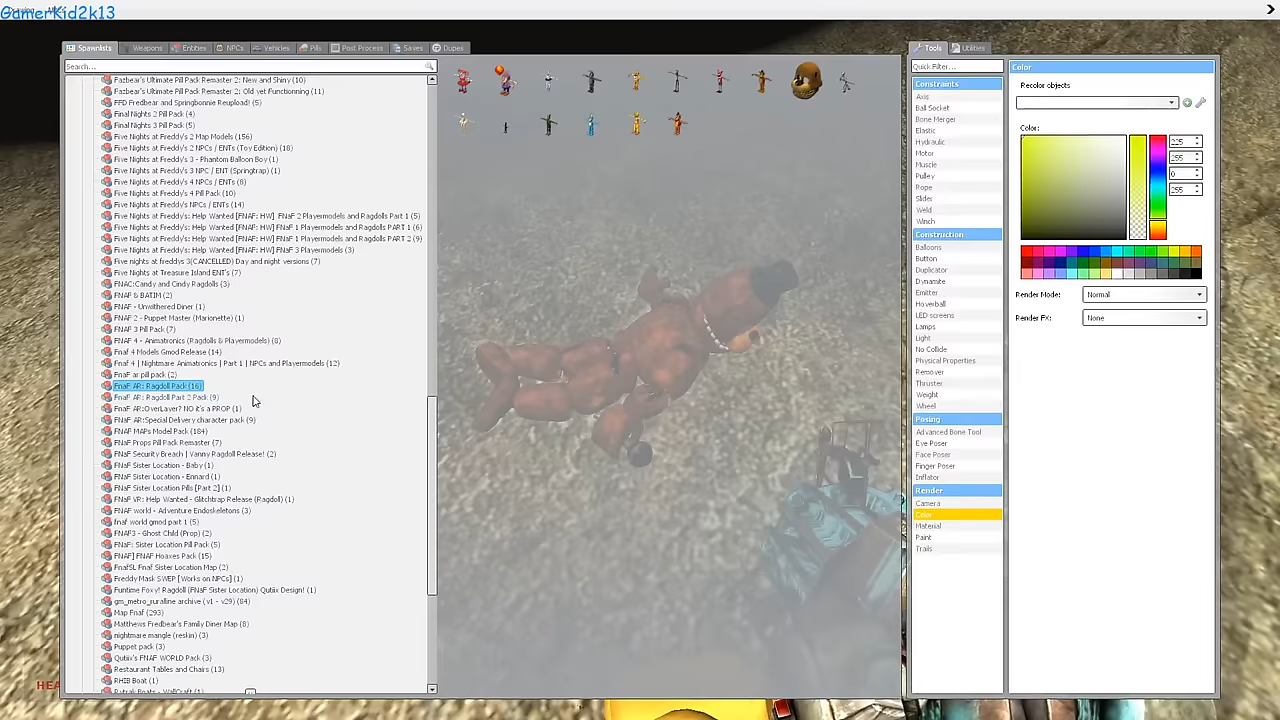 GamerKid2k13
Spawnlists
Weapons
Entities
NPCs
Vehicles
Pills
Post Process
Saves
Dupes
Search...
Fazbear's Ultimate Pill Pack Remaster 2: New and Shiny (10)
Fazbear's Ultimate Pill Pack Remaster 2: Old yet Functionning (11)
FFD Fredbear and Springbonnie Reupload! (5)
Final Nights 2 Pill Pack (4)
Final Nights 3 Pill Pack (5)
Five Nights at Freddy's 2 Map Models (156)
Five Nights at Freddy's 2 NPCs / ENTs (Toy Edition) (18)
Five Nights at Freddy's 3 - Phantom Balloon Boy (1)
Five Nights at Freddy's 3 NPC / ENT (Springtrap) (1)
Five Nights at Freddy's 4 NPCs / ENTs (8)
Five Nights at Freddy's 4 Pill Pack (10)
Five Nights at Freddy's NPCs / ENTs (14)
Five Nights at Freddy's: Help Wanted [FNAF: HW] FNaF 2 Playermodels and Ragdolls Part 1 (5)
Five Nights at Freddy's: Help Wanted [FNAF: HW] FNAF 1 Playermodels and Ragdolls PART 1 (6)
Five Nights at Freddy's: Help Wanted [FNAF: HW] FNAF 1 Playermodels and Ragdolls PART 2 (9)
Five Nights at Freddy's: Help Wanted [FNAF: HW] FNAF 3 Playermodels (3)
Five nights at freddys 3(CANCELLED) Day and night versions (7)
Five Nights at Treasure Island ENT's (7)
FNAC:Candy and Cindy Ragdolls (3)
FNAF & BATIM (2)
FNAF - Unwithered Diner (1)
FNAF 2 - Puppet Master (Marionette) (1)
FNAF 3 Pill Pack (7)
FNAF 4 - Animatronics (Ragdolls & Playermodels) (8)
Fnaf 4 Models Gmod Release (14)
Fnaf 4 | Nightmare Animatronics | Part 1 | NPCs and Playermodels (12)
FnaF ar pill pack (2)
FnaF AR: Ragdoll Pack (16)
FnaF AR: Ragdoll Part 2 Pack (9)
FnaF AR:OverLayer? NO it's a PROP (1)
FnaF AR:Special Delivery character pack (9)
FNAF MAPs Model Pack (184)
FNaF Props Pill Pack Remaster (7)
FNaF Security Breach | Vanny Ragdoll Release! (2)
FNaF Sister Location - Baby (1)
FNaF Sister Location - Ennard (1)
FNAF Sister Location Pills [Part 2] (1)
FNAF VR: Help Wanted - Glitchtrap Release (Ragdoll) (1)
FNAF world - Adventure Endoskeletons (3)
fnaf world gmod part 1 (5)
FNAF3 - Ghost Child (Prop) (2)
FNAF: Sister Location Pill Pack (5)
FNAF] FNAF Hoaxes Pack (15)
FnafSL Fnaf Sister Location Map (2)
Freddy Mask SWEP [Works on NPCs] (1)
Funtime Foxy! Ragdoll (FNaF Sister Location) Qutiix Design! (1)
gm_metro_ruralline archive (v1 - v29) (84)
Map Fnaf (293)
Matthews Fredbear's Family Diner Map (8)
nightmare mangle (reskin) (3)
Puppet pack (3)
Qutiix's FNAF WORLD Pack (3)
Restaurant Tables and Chairs (13)
RHIB Boat (1)
HEA
Tools
Utilities
Quick Filter...
Constraints
Axis
Ball Socket
Bone Merger
Elastic
Hydraulic
Motor
Muscle
Pulley
Rope
Slider
Weld
Winch
Construction
Balloons
Button
Duplicator
Dynamite
Emitter
Hoverball
LED screens
Lamps
Light
No Collide
Physical Properties
Remover
Thruster
Weight
Wheel
Posing
Advanced Bone Tool
Eye Poser
Face Poser
Finger Poser
Inflator
Render
Camera
Color
Material
Paint
Trails
Color
Recolor objects
Color:
225
255
0
255
Render Mode:
Normal
Render FX:
None